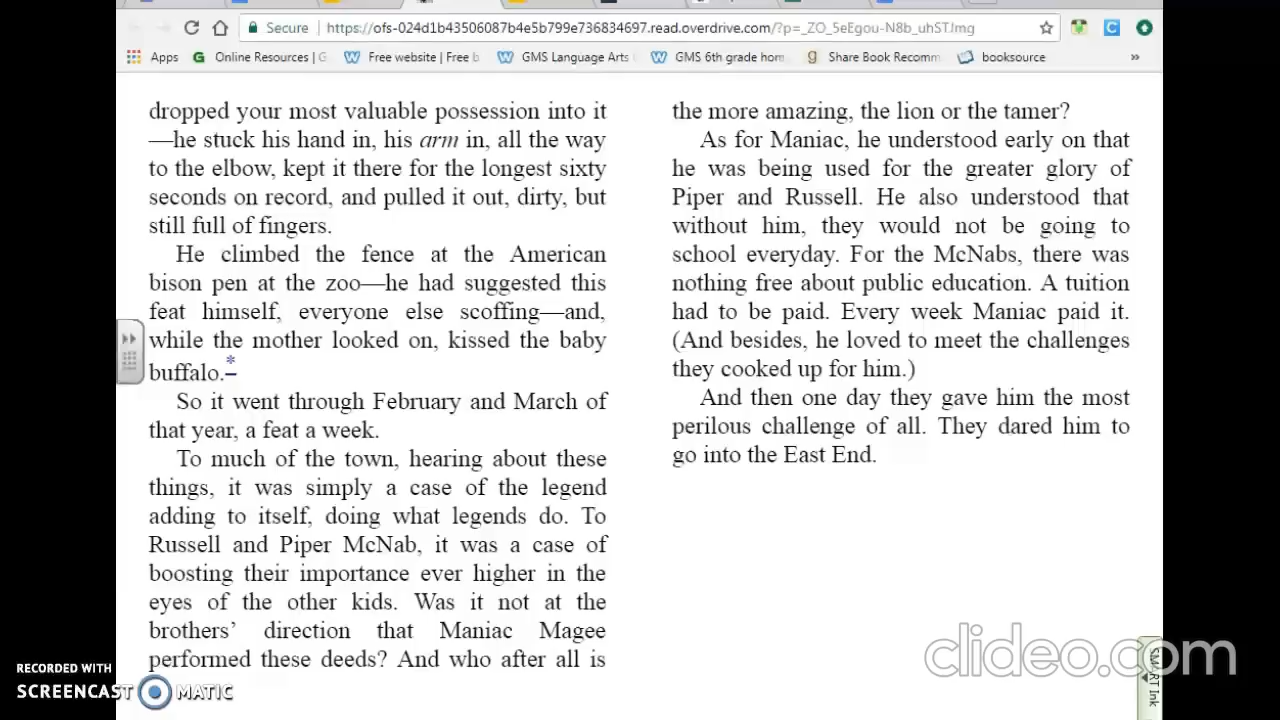 Secure
https://ofs-024d1b43506087b4e5b799e736834697.read.overdrive.com/?p=_ZO_5eEgou-N8b_uhSTJmg
Apps
Online Resources | G
Free website | Free b
GMS Language Arts
GMS 6th grade hom
Share Book Recomm
booksource
»
dropped your most valuable possession into it
—he stuck his hand in, his arm in, all the way
to the elbow, kept it there for the longest sixty
seconds on record, and pulled it out, dirty, but
still full of fingers.
He climbed the fence at the American
bison pen at the zoo—he had suggested this
feat himself, everyone else scoffing—and,
while the mother looked on, kissed the baby
buffalo.*
So it went through February and March of
that year, a feat a week.
To much of the town, hearing about these
things, it was simply a case of the legend
adding to itself, doing what legends do. To
Russell and Piper McNab, it was a case of
boosting their importance ever higher in the
eyes of the other kids. Was it not at the
brothers’ direction that Maniac Magee
performed these deeds? And who after all is
the more amazing, the lion or the tamer?
As for Maniac, he understood early on that
he was being used for the greater glory of
Piper and Russell. He also understood that
without him, they would not be going to
school everyday. For the McNabs, there was
nothing free about public education. A tuition
had to be paid. Every week Maniac paid it.
(And besides, he loved to meet the challenges
they cooked up for him.)
And then one day they gave him the most
perilous challenge of all. They dared him to
go into the East End.
RECORDED WITH
SCREENCAST MATIC
clideo.com
SMART Ink